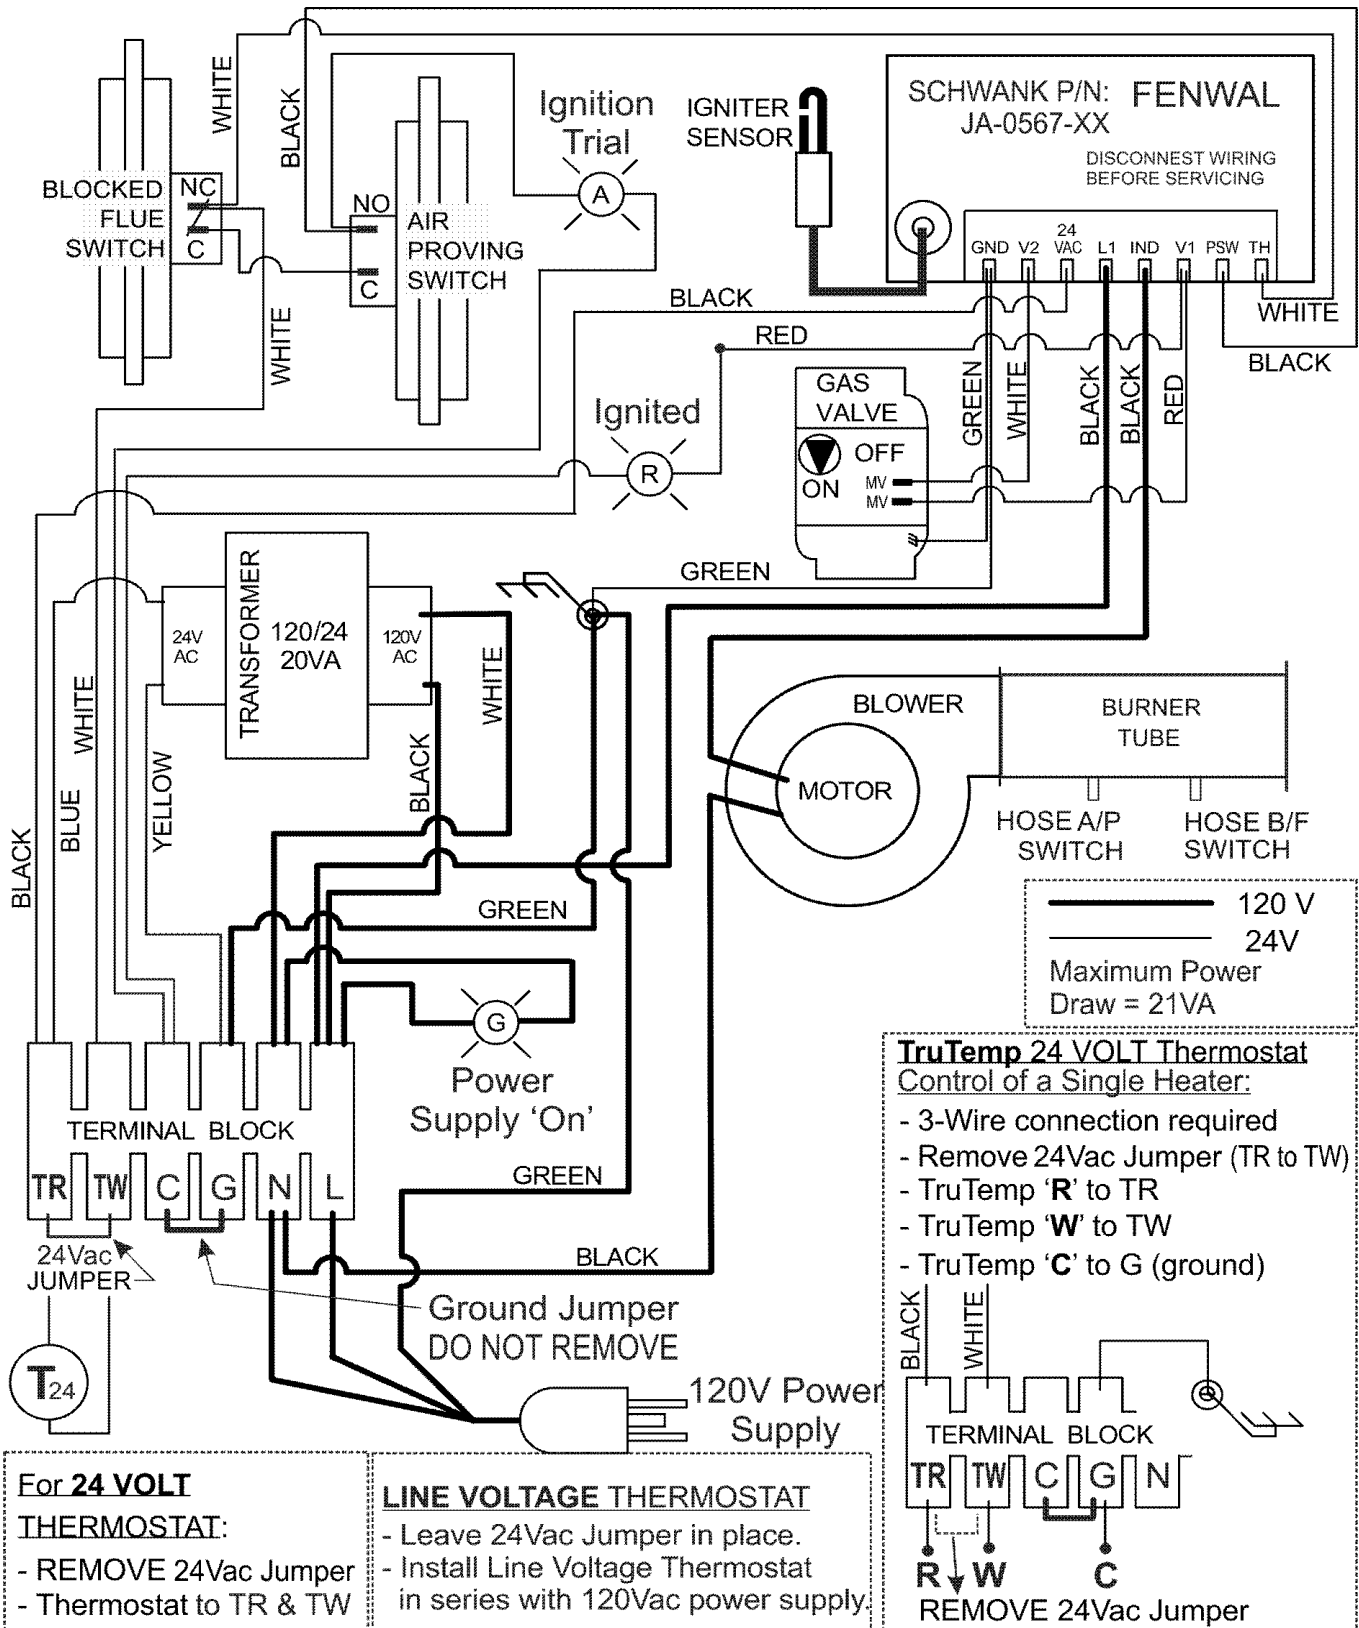 WHITE
BLACK
Ignition
Trial
A
IGNITER
SENSOR
SCHWANK P/N:
JA-0567-XX
FENWAL
DISCONNEST WIRING
BEFORE SERVICING
BLOCKED
FLUE
SWITCH
NC
C
NO
C
AIR
PROVING
SWITCH
GND
V2
24
VAC
L1
IND
V1
PSW
TH
WHITE
BLACK
BLACK
RED
WHITE
GAS
VALVE
OFF
ON
MV
MV
GREEN
WHITE
BLACK
BLACK
RED
Ignited
R
GREEN
24V
AC
TRANSFORMER
120/24
20VA
120V
AC
WHITE
BLACK
BLACK
BLUE
WHITE
YELLOW
BLOWER
MOTOR
BURNER
TUBE
HOSE A/P
SWITCH
HOSE B/F
SWITCH
GREEN
120 V
24V
Maximum Power
Draw = 21VA
G
Power
Supply ‘On’
TERMINAL BLOCK
TR TW C G N L
GREEN
BLACK
24Vac
JUMPER
Ground Jumper
DO NOT REMOVE
T24
120V Power
Supply
TruTemp 24 VOLT Thermostat
Control of a Single Heater:
- 3-Wire connection required
- Remove 24Vac Jumper (TR to TW)
- TruTemp ‘R’ to TR
- TruTemp ‘W’ to TW
- TruTemp ‘C’ to G (ground)
BLACK
WHITE
TERMINAL BLOCK
TR TW C G N
R W C
REMOVE 24Vac Jumper
For 24 VOLT
THERMOSTAT:
- REMOVE 24Vac Jumper
- Thermostat to TR & TW
LINE VOLTAGE THERMOSTAT
- Leave 24Vac Jumper in place.
- Install Line Voltage Thermostat
in series with 120Vac power supply.